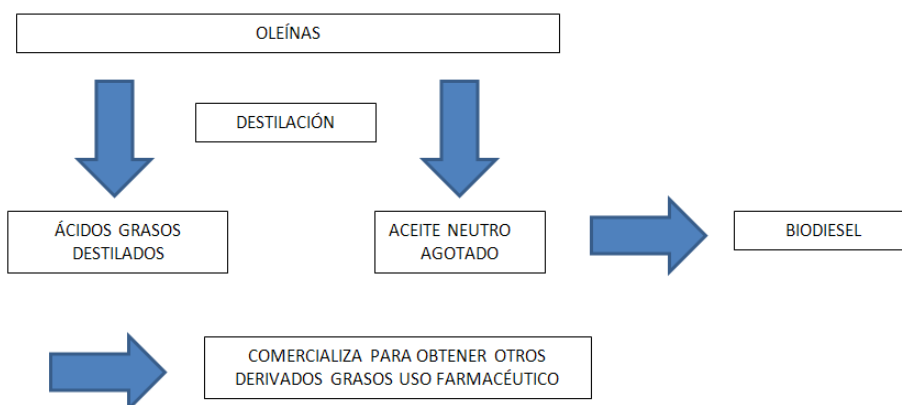 OLEÍNAS
DESTILACIÓN
ÁCIDOS GRASOS
DESTILADOS
ACEITE NEUTRO
AGOTADO
BIODIESEL
COMERCIALIZA PARA OBTENER OTROS
DERIVADOS GRASOS USO FARMACÉUTICO